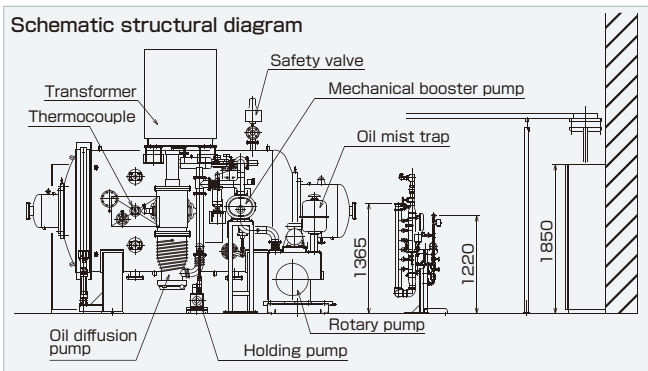 Schematic structural diagram
Safety valve
Transformer
Mechanical booster pump
Thermocouple
Oil mist trap
1365
1220
1850
Rotary pump
Oil diffusion
pump
Holding pump